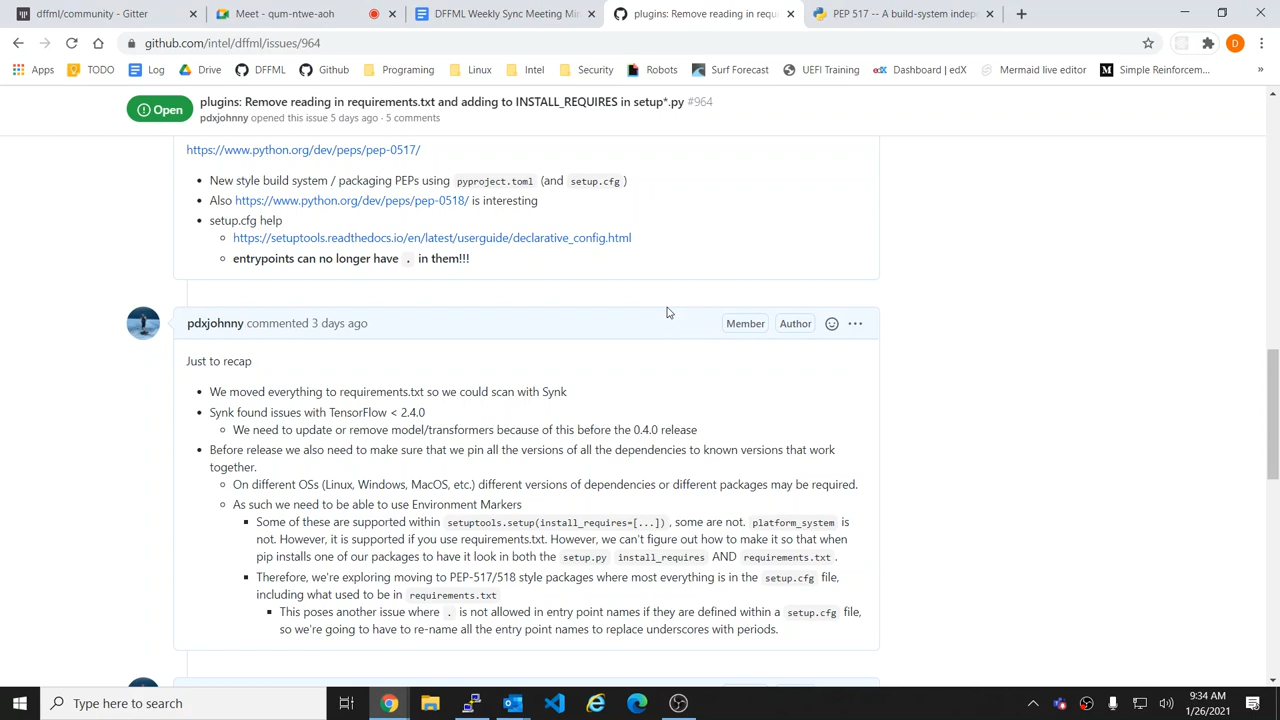 dffml/community - Gitter
Meet - qum-ntwe-aoh
DFFML Weekly Sync Meeting Min
plugins: Remove reading in requi
PEP 517 -- A build-system indepe
github.com/intel/dffml/issues/964
D
Apps
TODO
Log
Drive
DFFML
Github
Programing
Linux
Intel
Security
Robots
Surf Forecast
UEFI Training
Dashboard | edX
Mermaid live editor
Simple Reinforcem...
»
Open
plugins: Remove reading in requirements.txt and adding to INSTALL_REQUIRES in setup*.py #964
pdxjohnny opened this issue 5 days ago · 5 comments
https://www.python.org/dev/peps/pep-0517/
• New style build system / packaging PEPs using pyproject.toml (and setup.cfg )
• Also https://www.python.org/dev/peps/pep-0518/ is interesting
• setup.cfg help
https://setuptools.readthedocs.io/en/latest/userguide/declarative_config.html
entrypoints can no longer have . in them!!!
pdxjohnny commented 3 days ago
Member
Author
Just to recap
• We moved everything to requirements.txt so we could scan with Synk
• Synk found issues with TensorFlow < 2.4.0
We need to update or remove model/transformers because of this before the 0.4.0 release
• Before release we also need to make sure that we pin all the versions of all the dependencies to known versions that work
together.
On different OSs (Linux, Windows, MacOS, etc.) different versions of dependencies or different packages may be required.
As such we need to be able to use Environment Markers
Some of these are supported within setuptools.setup(install_requires=[...]) , some are not. platform_system is
not. However, it is supported if you use requirements.txt. However, we can't figure out how to make it so that when
pip installs one of our packages to have it look in both the setup.py install_requires AND requirements.txt .
Therefore, we're exploring moving to PEP-517/518 style packages where most everything is in the setup.cfg file,
including what used to be in requirements.txt
This poses another issue where . is not allowed in entry point names if they are defined within a setup.cfg file,
so we're going to have to re-name all the entry point names to replace underscores with periods.
Type here to search
9:34 AM
1/26/2021